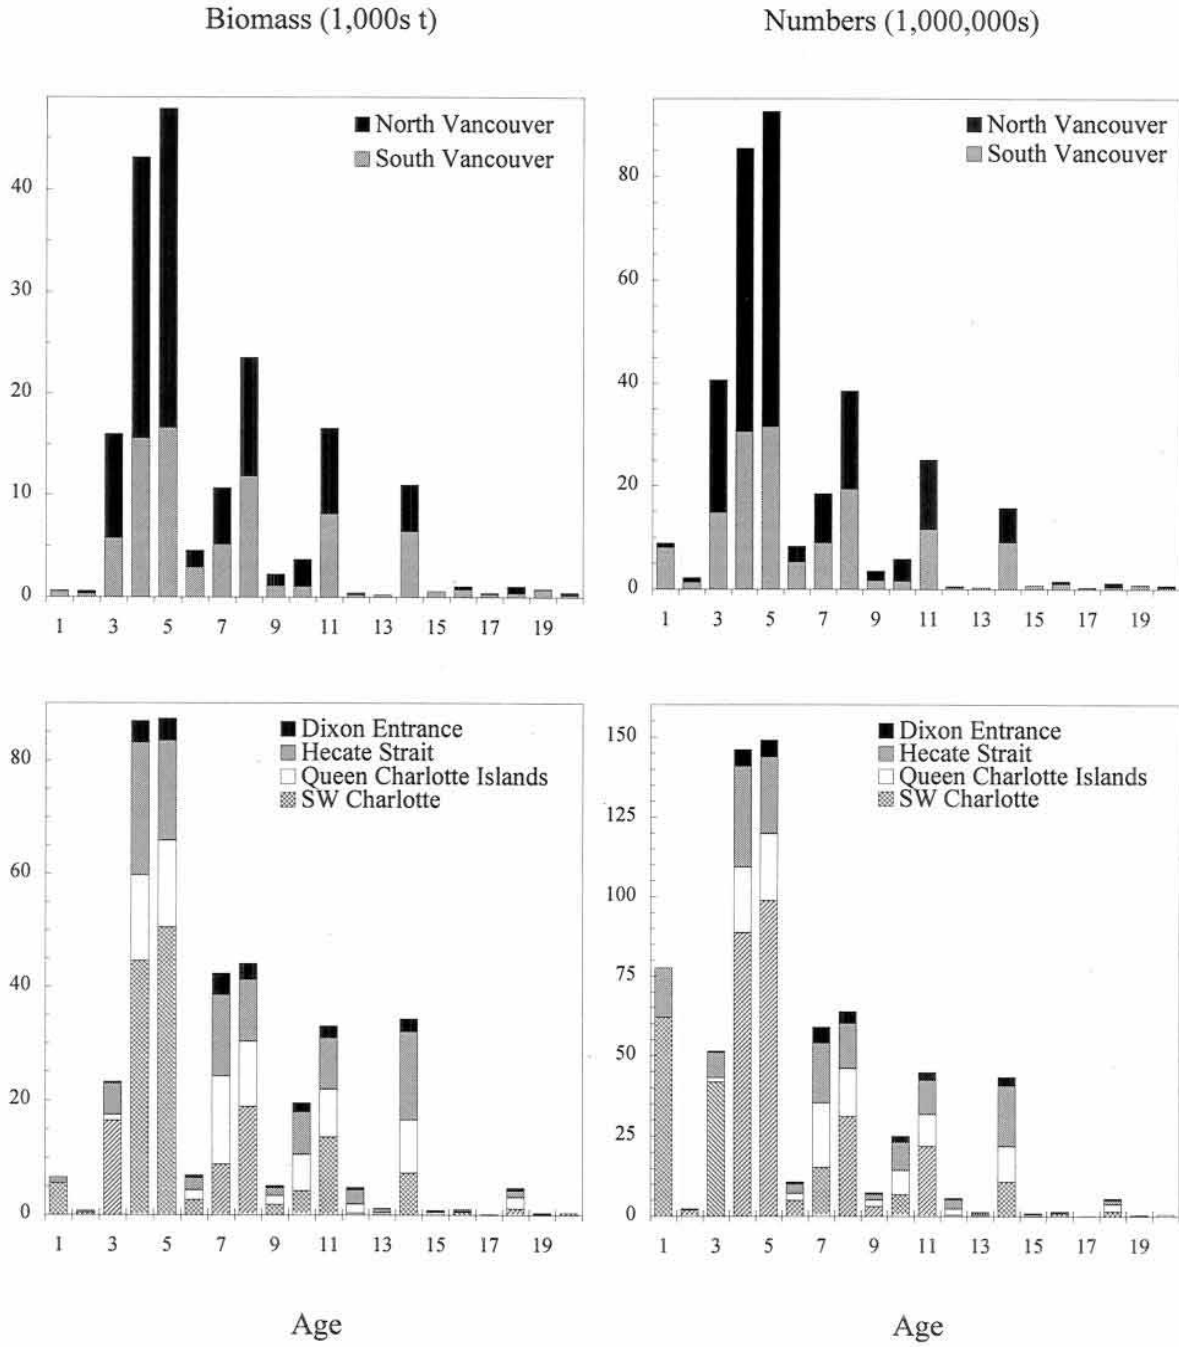 Biomass (1,000s t)
Numbers (1,000,000s)
North Vancouver
South Vancouver
40
30
20
10
0
1 3 5 7 9 11 13 15 17 19
North Vancouver
South Vancouver
80
60
40
20
0
1 3 5 7 9 11 13 15 17 19
Dixon Entrance
Hecate Strait
Queen Charlotte Islands
SW Charlotte
80
60
40
20
0
1 3 5 7 9 11 13 15 17 19
Age
Dixon Entrance
Hecate Strait
Queen Charlotte Islands
SW Charlotte
150
125
100
75
50
25
0
1 3 5 7 9 11 13 15 17 19
Age